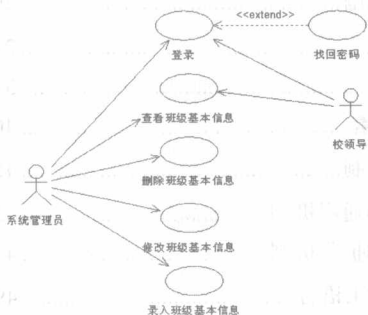 <<extend>>
登录
找回密码
查看班级基本信息
校领导
删除班级基本信息
系统管理员
修改班级基本信息
录入班级基本信息